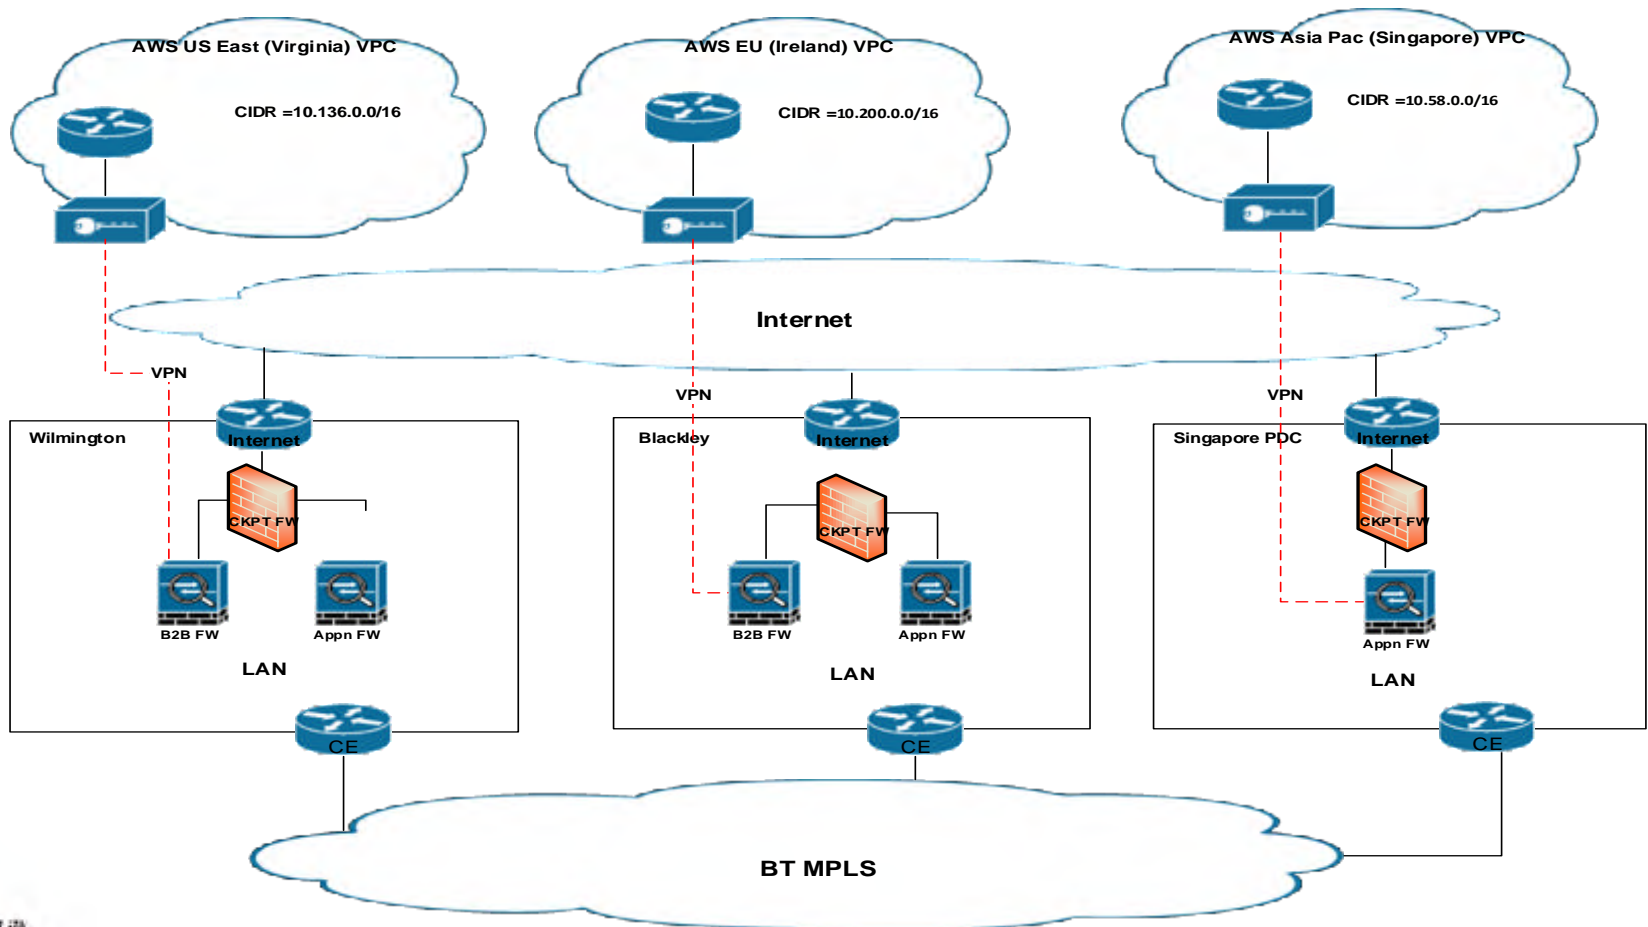 AWS US East (Virginia) VPC
AWS EU (Ireland) VPC
AWS Asia Pac (Singapore) VPC
CIDR =10.136.0.0/16
CIDR =10.200.0.0/16
CIDR =10.58.0.0/16
Internet
VPN
VPN
VPN
Wilmington
Internet
CKPT FW
B2B FW
Appn FW
LAN
CE
Blackley
Internet
CKPT FW
B2B FW
Appn FW
LAN
CE
Singapore PDC
Internet
CKPT FW
Appn FW
LAN
CE
BT MPLS